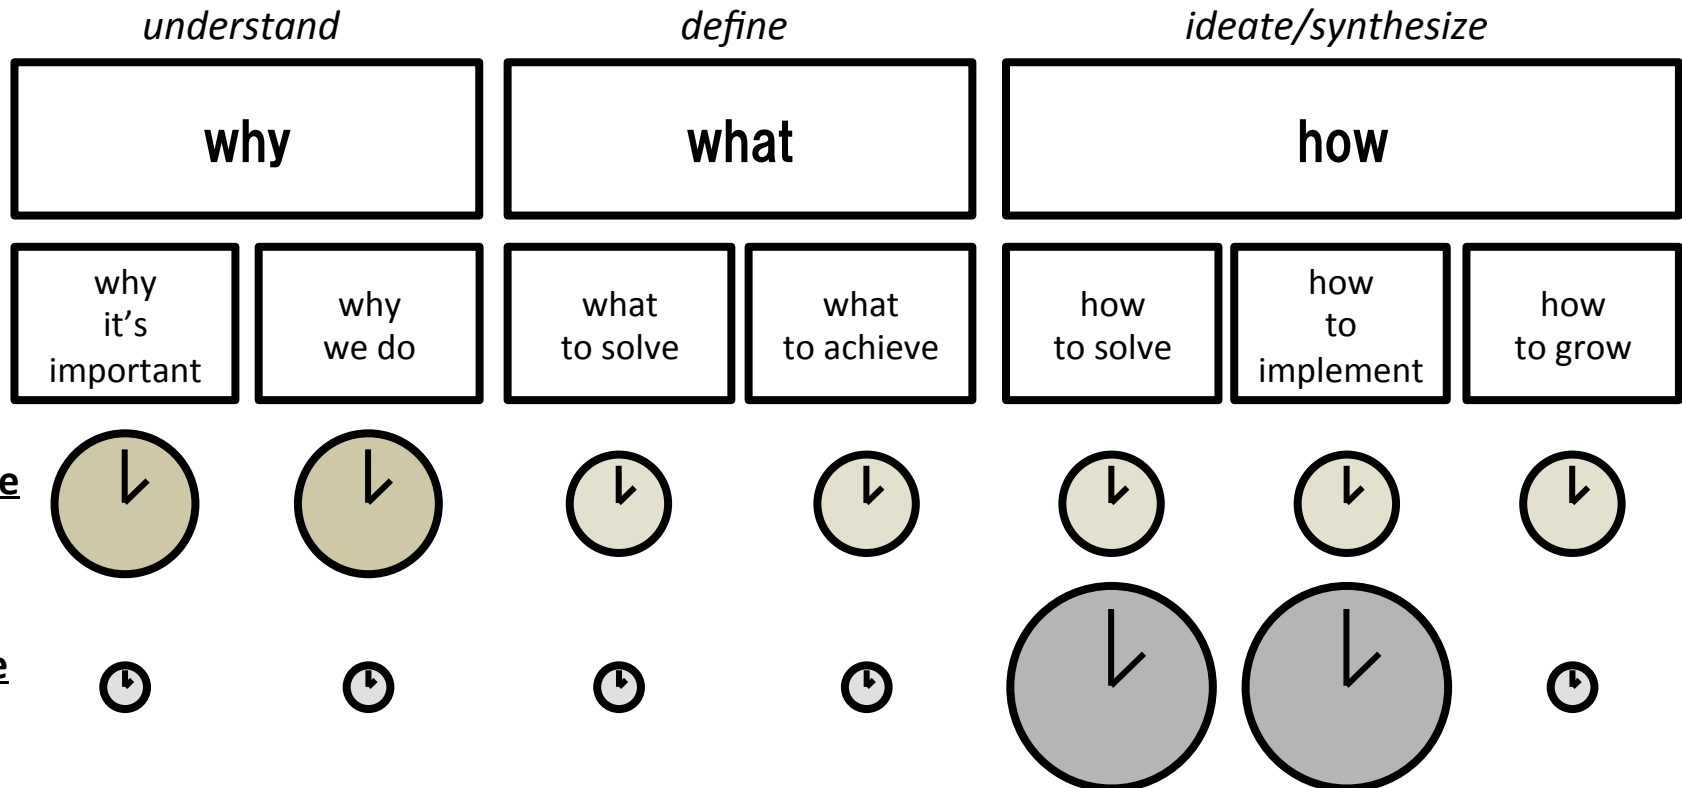 understand
define
ideate/synthesize
why
what
how
why
it's
important
why
we do
what
to solve
what
to achieve
how
to solve
how
to
implement
how
to grow
e
e